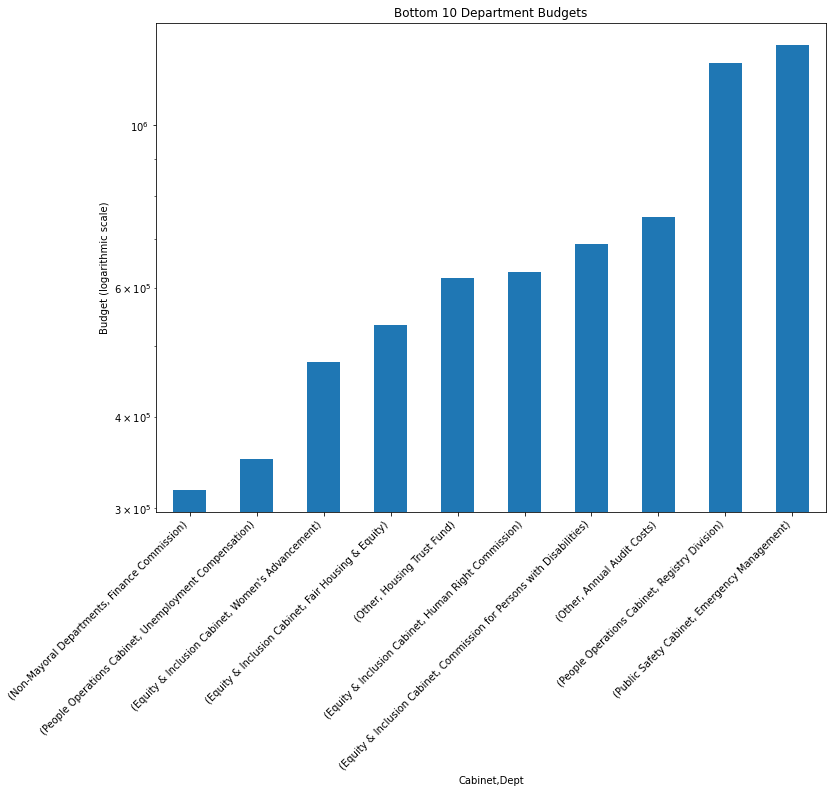 Bottom 10 Department Budgets
Budget (logarithmic scale)
10⁶
6 × 10⁵
4 × 10⁵
3 × 10⁵
(Non-Mayoral Departments, Finance Commission)
(People Operations Cabinet, Unemployment Compensation)
(Equity & Inclusion Cabinet, Women's Advancement)
(Equity & Inclusion Cabinet, Fair Housing & Equity)
(Other, Housing Trust Fund)
(Equity & Inclusion Cabinet, Human Right Commission)
(Equity & Inclusion Cabinet, Commission for Persons with Disabilities)
(Other, Annual Audit Costs)
(People Operations Cabinet, Registry Division)
(Public Safety Cabinet, Emergency Management)
Cabinet,Dept